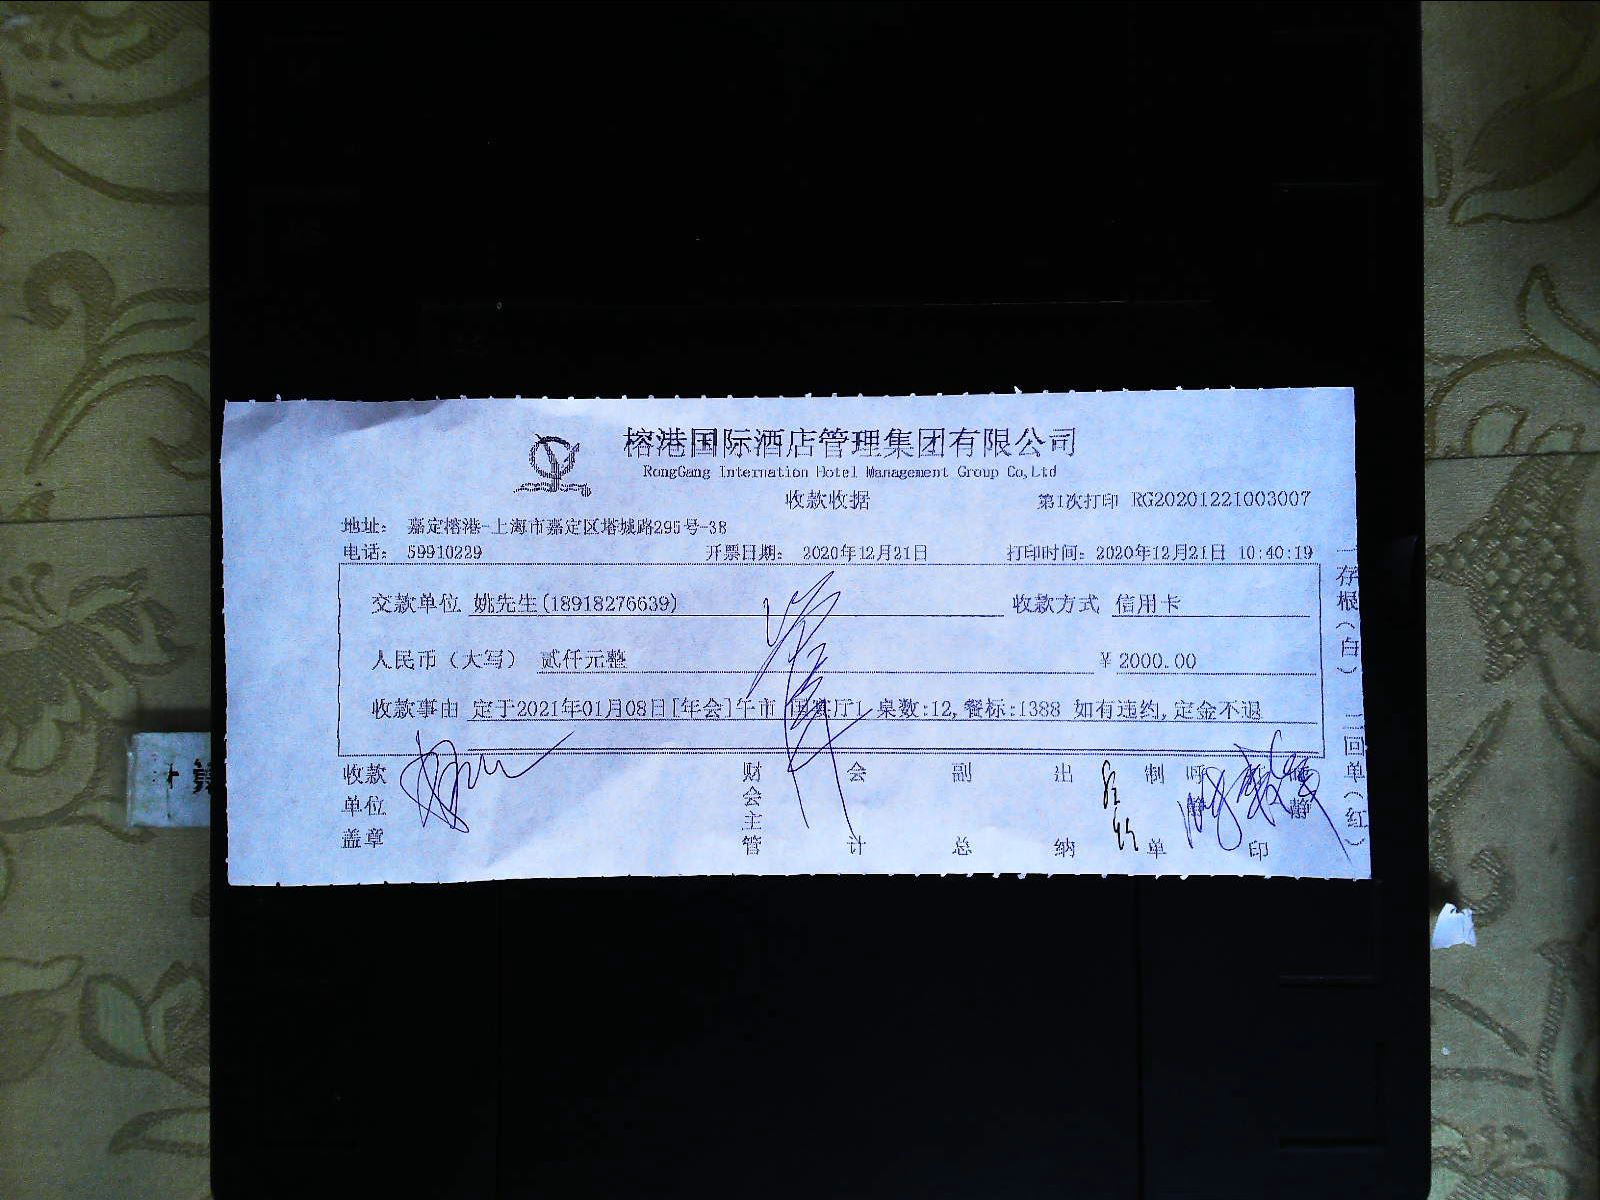 榕港国际酒店管理集团有限公司
RongGang Internation Hotel Management Group Co,Ltd
收款收据
第1次打印 RG20201221003007
地址: 嘉定榕港-上海市嘉定区塔城路295号-38
电话: 59910229 开票日期: 2020年12月21日 打印时间: 2020年12月21日 10:40:19
交款单位 姚先生(18918276639) 收款方式 信用卡
人民币(大写) 贰仟元整 ¥2000.00
收款事由 定于2021年01月08日[年会]午市 国宾厅1 桌数:12,餐标:1388 如有违约,定金不退
收款单位盖章 财会主管 会计 副总 出纳 制单 印
一存根(白) 二回单(红)